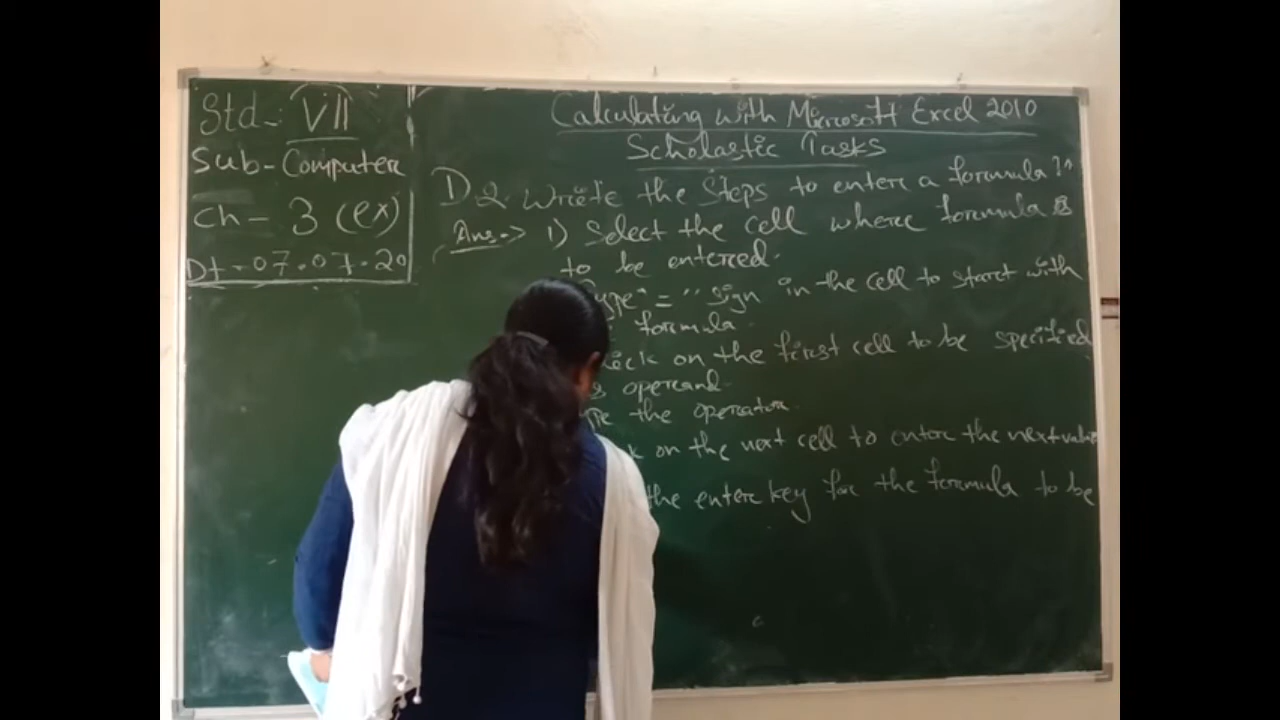 Std- VII
Sub-Computer
Ch - 3 (ex)
Dt - 07.07.20
Calculating with Microsoft Excel 2010
Scholastic Tasks
D 2. Write the Steps to enter a formula
Ans.-> 1) Select the cell where formula is
to be entered.
"=" sign in the cell to start with
formula.
on the first cell to be specified
operand.
the operator.
on the next cell to enter the next value
the enter key for the formula to be